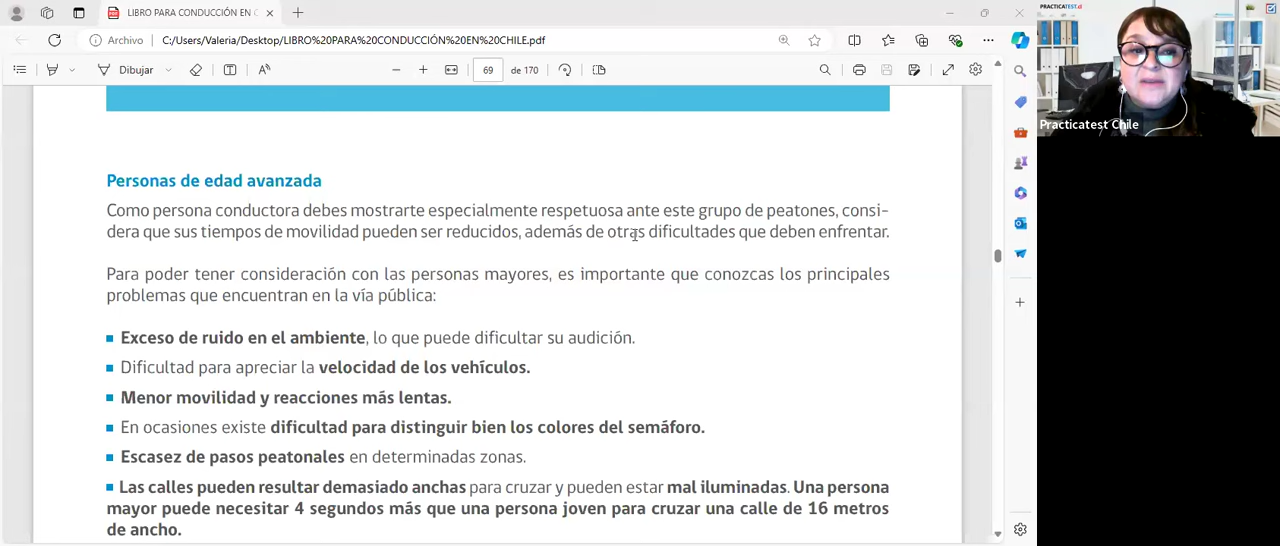 LIBRO PARA CONDUCCIÓN EN C
Archivo
C:/Users/Valeria/Desktop/LIBRO%20PARA%20CONDUCCIÓN%20EN%20CHILE.pdf
Dibujar
69
de 170
PRACTICATEST.cl
Practicatest Chile
Personas de edad avanzada
Como persona conductora debes mostrarte especialmente respetuosa ante este grupo de peatones, consi-
dera que sus tiempos de movilidad pueden ser reducidos, además de otras dificultades que deben enfrentar.
Para poder tener consideración con las personas mayores, es importante que conozcas los principales
problemas que encuentran en la vía pública:
Exceso de ruido en el ambiente, lo que puede dificultar su audición.
Dificultad para apreciar la velocidad de los vehículos.
Menor movilidad y reacciones más lentas.
En ocasiones existe dificultad para distinguir bien los colores del semáforo.
Escasez de pasos peatonales en determinadas zonas.
Las calles pueden resultar demasiado anchas para cruzar y pueden estar mal iluminadas. Una persona
mayor puede necesitar 4 segundos más que una persona joven para cruzar una calle de 16 metros
de ancho.